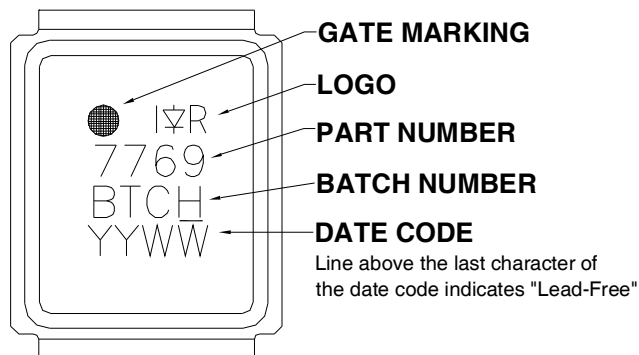 GATE MARKING
LOGO
IR
PART NUMBER
7769
BATCH NUMBER
BTCH
DATE CODE
YYWW
Line above the last character of
the date code indicates "Lead-Free"